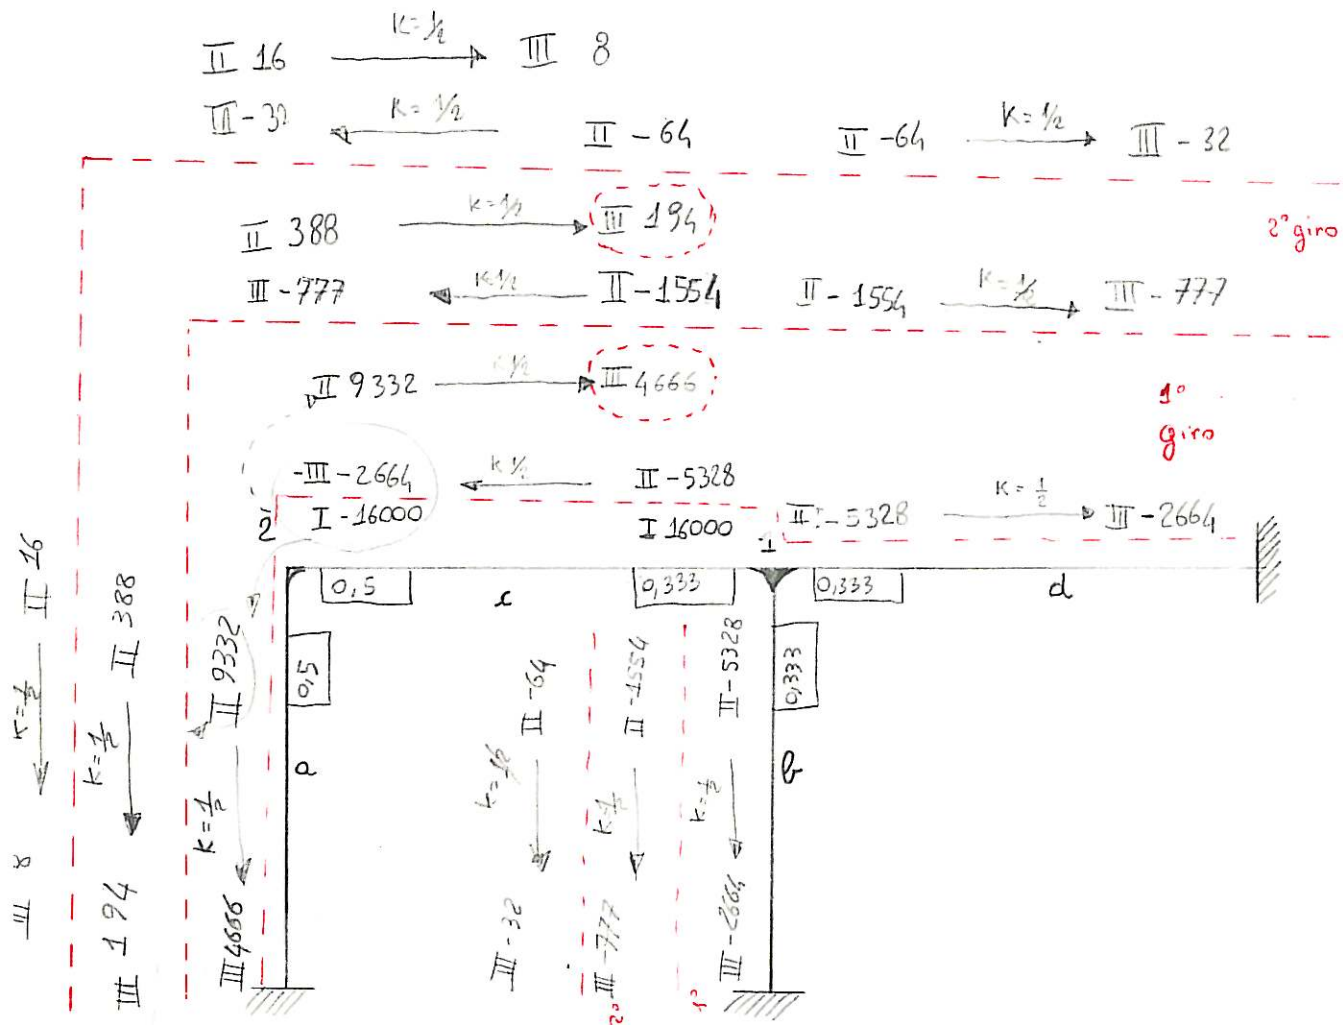 K=1/2
II 16 III 8
III-32 K=1/2 II -64 II -64 K=1/2 III -32
II 388 K=1/2 III 194 2º giro
III-777 K=1/2 II-1554 II-1554 K=1/2 III-777
II 9332 K 1/2 III 4666 1º
giro
-III-2664 K 1/2 II-5328 II-5328 K=1/2 III-2664
2 I-16000 I 16000 1
0,5 c 0,333 0,333 d
II 16 K=1/2 III 8
II 388 K=1/2 III 194
II 9332 K=1/2 III 4666
0,5
a
II -64 K=1/2 III-32
II -1554 K=1/2 III-777
2º
II-5328 K=1/2 III-2664
1º
0,333
b